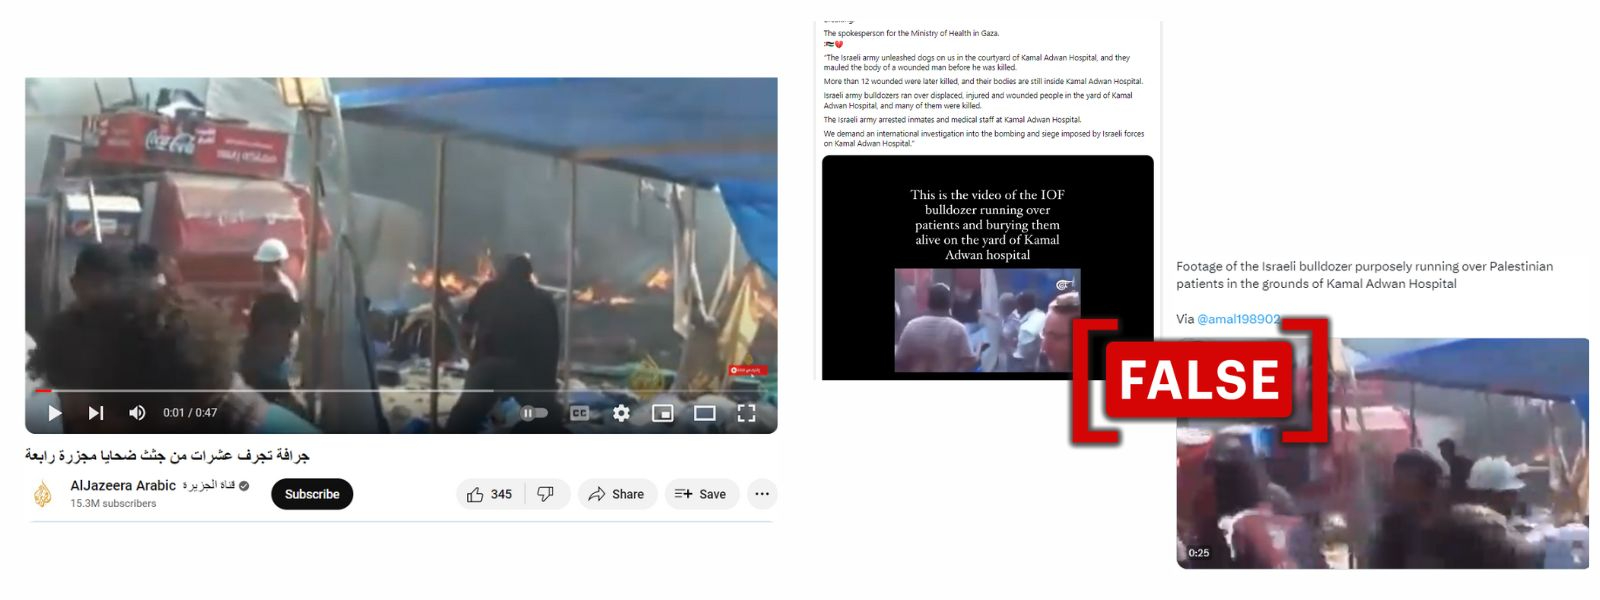 Coca-Cola
0:01 / 0:47
CC
جرافة تجرف عشرات من جثث ضحايا مجزرة رابعة
AlJazeera Arabic قناة الجزيرة
15.3M subscribers
Subscribe
345
Share
Save
The spokesperson for the Ministry of Health in Gaza.
"The Israeli army unleashed dogs on us in the courtyard of Kamal Adwan Hospital, and they
mauled the body of a wounded man before he was killed.
More than 12 wounded were later killed, and their bodies are still inside Kamal Adwan Hospital.
Israeli army bulldozers ran over displaced, injured and wounded people in the yard of Kamal
Adwan Hospital, and many of them were killed.
The Israeli army arrested inmates and medical staff at Kamal Adwan Hospital.
We demand an international investigation into the bombing and siege imposed by Israeli forces
on Kamal Adwan Hospital."
This is the video of the IOF
bulldozer running over
patients and burying them
alive on the yard of Kamal
Adwan hospital
FALSE
Footage of the Israeli bulldozer purposely running over Palestinian
patients in the grounds of Kamal Adwan Hospital
Via @amal198902
0:25